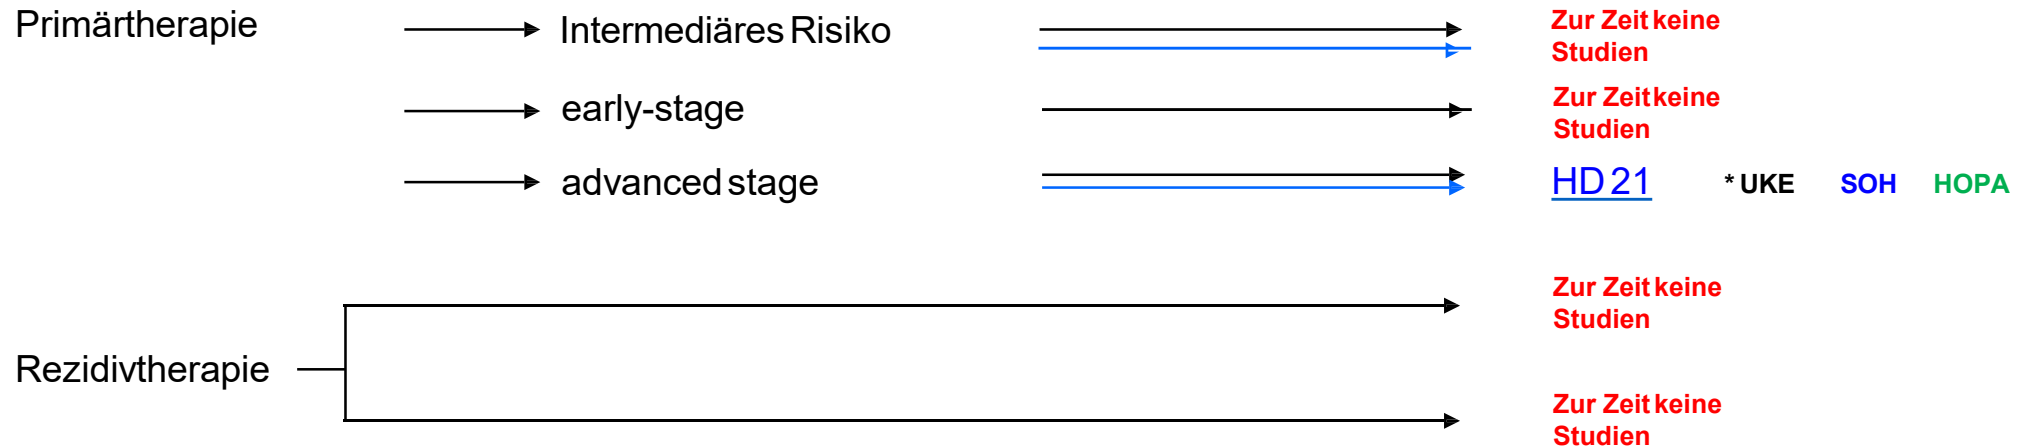 Primärtherapie
Intermediäres Risiko
Zur Zeit keine
Studien
early-stage
Zur Zeit keine
Studien
advanced stage
HD 21 * UKE SOH HOPA
Zur Zeit keine
Studien
Rezidivtherapie
Zur Zeit keine
Studien